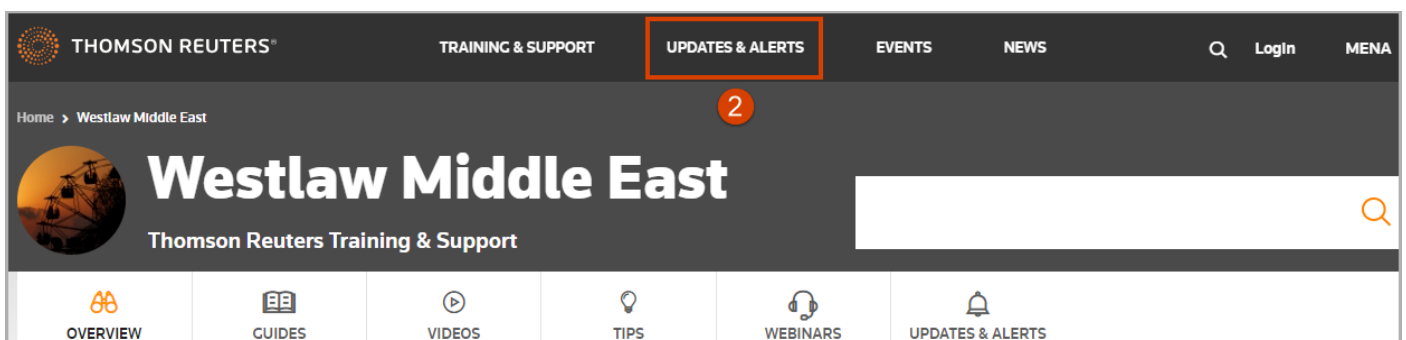 THOMSON REUTERS® TRAINING & SUPPORT UPDATES & ALERTS EVENTS NEWS Login MENA
2
Home > Westlaw Middle East
Westlaw Middle East
Thomson Reuters Training & Support
OVERVIEW GUIDES VIDEOS TIPS WEBINARS UPDATES & ALERTS